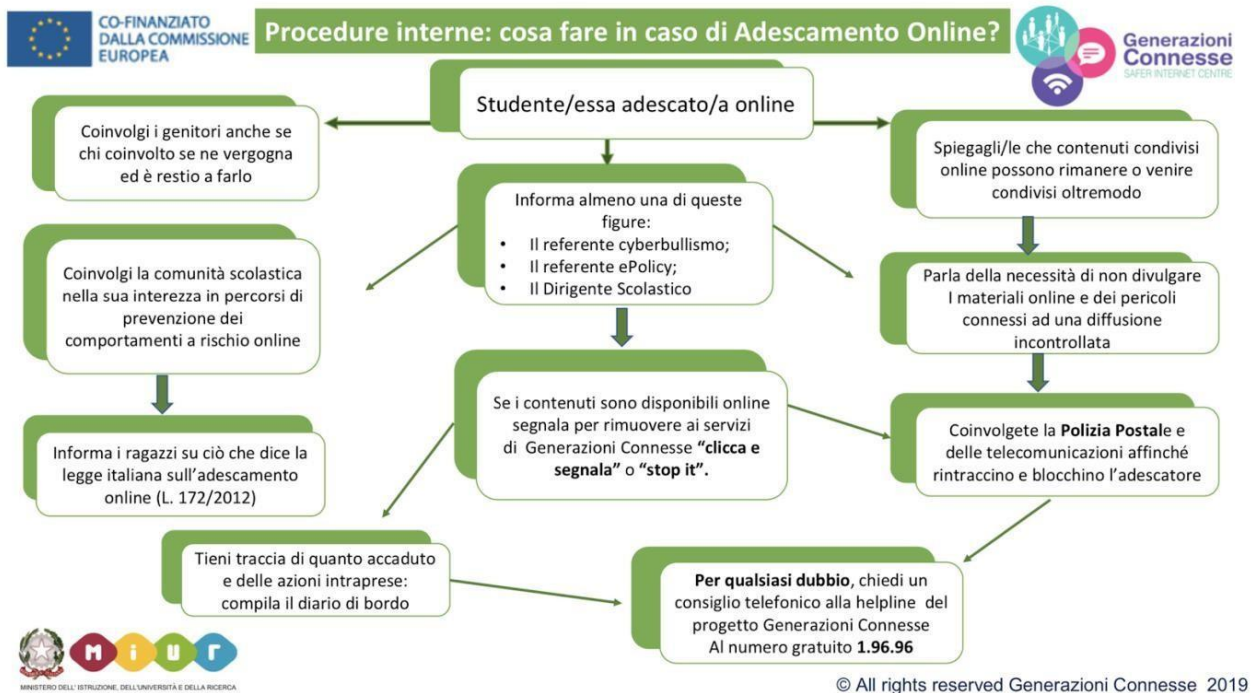 CO-FINANZIATO
DALLA COMMISSIONE
EUROPEA
Procedure interne: cosa fare in caso di Adescamento Online?
Generazioni
Connesse
SAFER INTERNET CENTRE
Studente/essa adescato/a online
Coinvolgi i genitori anche se
chi coinvolto se ne vergogna
ed è restio a farlo
Spiegagli/le che contenuti condivisi
online possono rimanere o venire
condivisi oltremodo
Informa almeno una di queste
figure:
• Il referente cyberbullismo;
• Il referente ePolicy;
• Il Dirigente Scolastico
Coinvolgi la comunità scolastica
nella sua interezza in percorsi di
prevenzione dei
comportamenti a rischio online
Parla della necessità di non divulgare
I materiali online e dei pericoli
connessi ad una diffusione
incontrollata
Se i contenuti sono disponibili online
segnala per rimuovere ai servizi
di Generazioni Connesse “clicca e
segnala” o “stop it”.
Informa i ragazzi su ciò che dice la
legge italiana sull’adescamento
online (L. 172/2012)
Coinvolgete la Polizia Postale e
delle telecomunicazioni affinché
rintraccino e blocchino l’adescatore
Tieni traccia di quanto accaduto
e delle azioni intraprese:
compila il diario di bordo
Per qualsiasi dubbio, chiedi un
consiglio telefonico alla helpline del
progetto Generazioni Connesse
Al numero gratuito 1.96.96
miur
MINISTERO DELL' ISTRUZIONE, DELL'UNIVERSITÀ E DELLA RICERCA
© All rights reserved Generazioni Connesse 2019